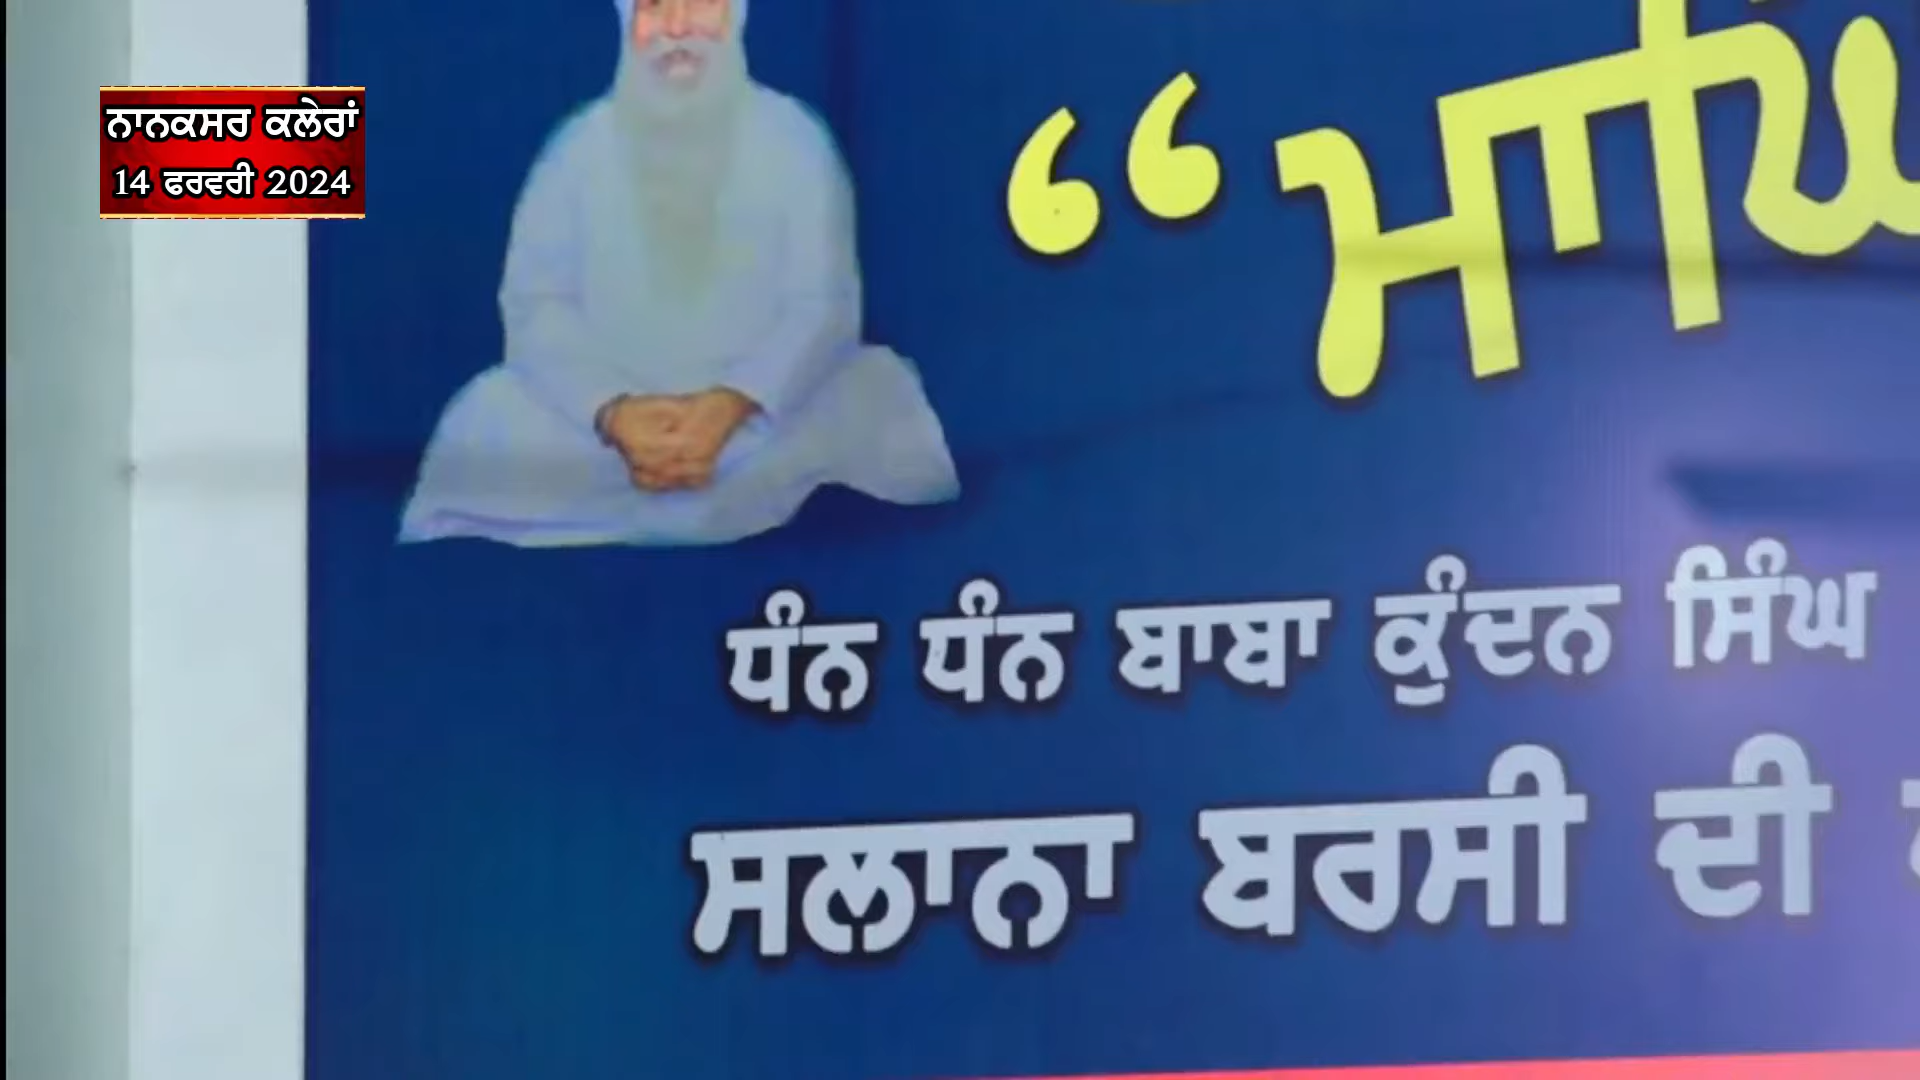 ਨਾਨਕਸਰ ਕਲੇਰਾਂ
14 ਫਰਵਰੀ 2024
ਧੰਨ ਧੰਨ ਬਾਬਾ ਕੁੰਦਨ ਸਿੰਘ
ਸਲਾਨਾ ਬਰਸੀ ਦੀ